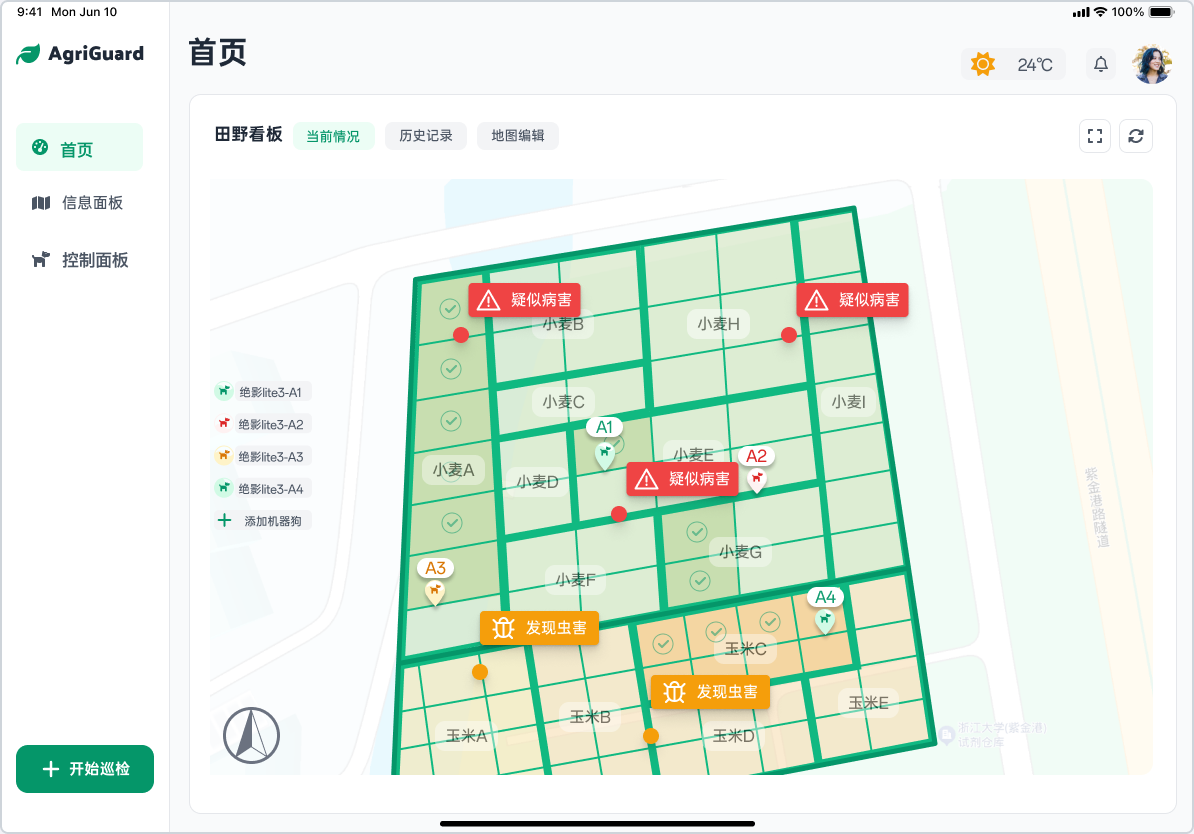 9:41 Mon Jun 10
100%
AgriGuard
首页
24℃
首页
信息面板
控制面板
开始巡检
田野看板
当前情况
历史记录
地图编辑
疑似病害
疑似病害
小麦B
小麦H
绝影lite3-A1
绝影lite3-A2
绝影lite3-A3
绝影lite3-A4
添加机器狗
小麦C
小麦I
A1
小麦E
A2
小麦A
疑似病害
小麦D
紫金港路隧道
小麦G
A3
小麦F
A4
发现虫害
玉米C
发现虫害
玉米E
玉米B
玉米A
玉米D
浙江大学(紫金港)
试剂仓库